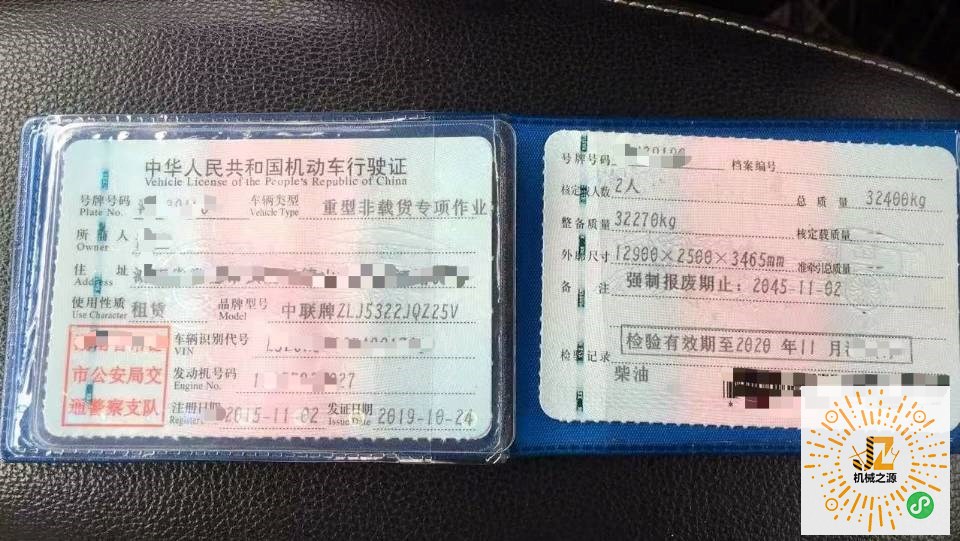 中华人民共和国机动车行驶证
Vehicle License of the People's Republic of China
号牌号码
Plate No.
车辆类型
Vehicle Type
重型非载货专项作业
所 人
Owner
住 址
Address
使用性质
Use Character
租赁
品牌型号
Model
中联牌ZLJ5322JQZ25V
市公安局交
通警察支队
车辆识别代号
VIN
发动机号码
Engine No.
27
注册日期
Register
2015-11-02
发证日期
Issue Date
2019-10-24
号牌号码
档案编号
核定 人数
2人
总 质 量
32400kg
整备质量
32270kg
核定载质量
外廓尺寸
12900×2500×3465mm
准牵引总质量
备 注
强制报废期止：2045-11-02
检验记录
检验有效期至2020 年11 月
柴油
机械之源